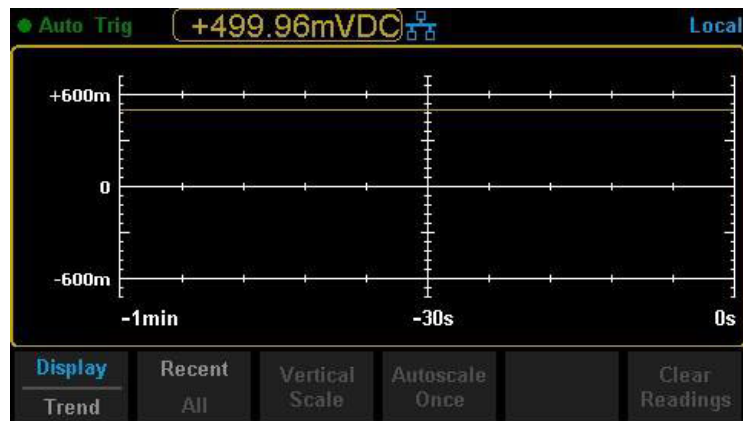 Auto Trig +499.96mVDC Local
+600m
0
-600m
-1min -30s 0s
Display Recent Vertical Autoscale Clear
Trend All Scale Once Readings